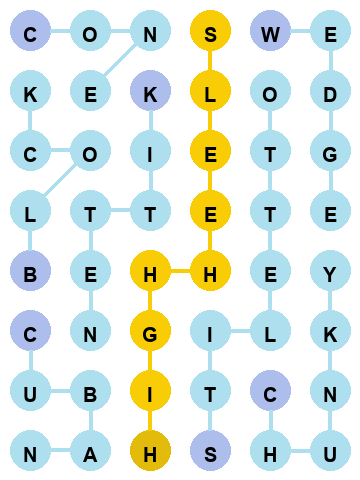 C O N S W E
K E K L O D
C O I E T G
L T T E T E
B E H H E Y
C N G I L K
U B I T C N
N A H S H U